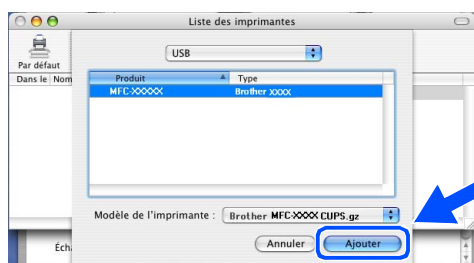 Liste des imprimantes
USB
Par défaut
Dans le Nom
Produit Type
MFC-XXXXX Brother XXXX
Modèle de l'imprimante : Brother MFC-XXXX CUPS.gz
Éch
Annuler Ajouter